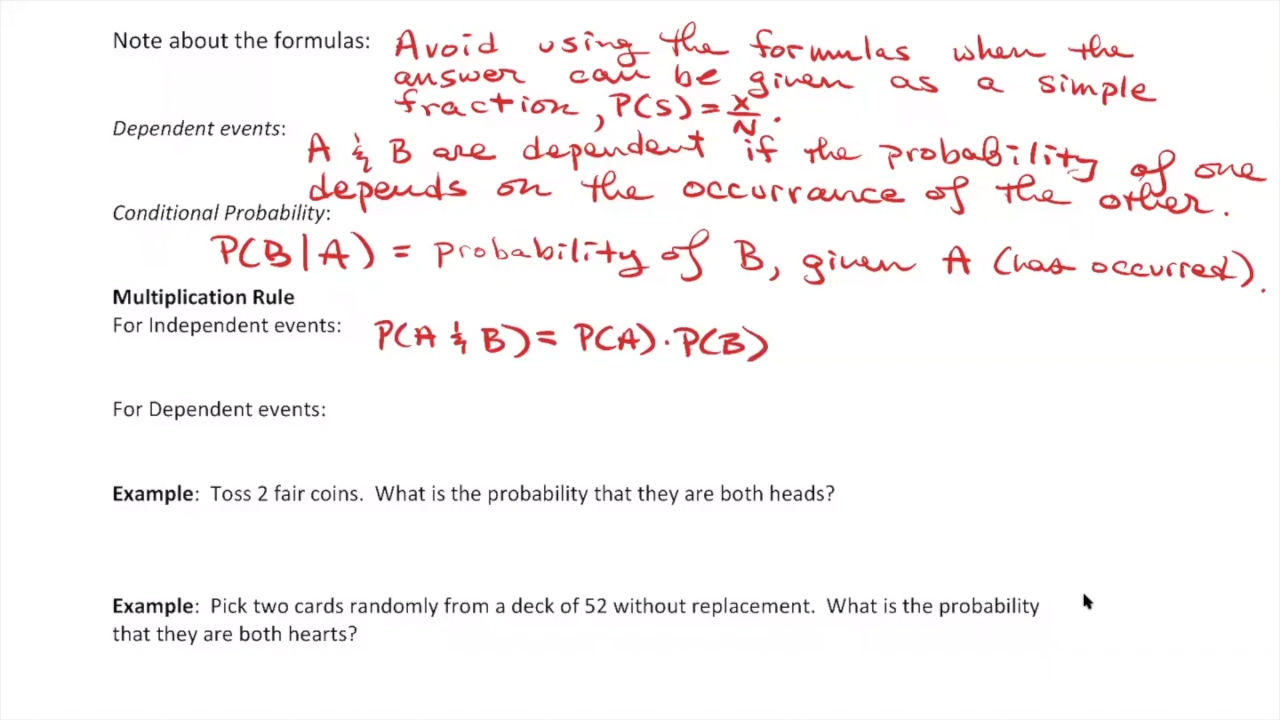 Note about the formulas: Avoid using the formulas when the
answer can be given as a simple
fraction, P(S) = X/N.
Dependent events:
A & B are dependent if the probability of one
depends on the occurrance of the other.
Conditional Probability:
P(B|A) = probability of B, given A (has occurred).
Multiplication Rule
For Independent events: P(A & B) = P(A) · P(B)
For Dependent events:
Example: Toss 2 fair coins. What is the probability that they are both heads?
Example: Pick two cards randomly from a deck of 52 without replacement. What is the probability
that they are both hearts?